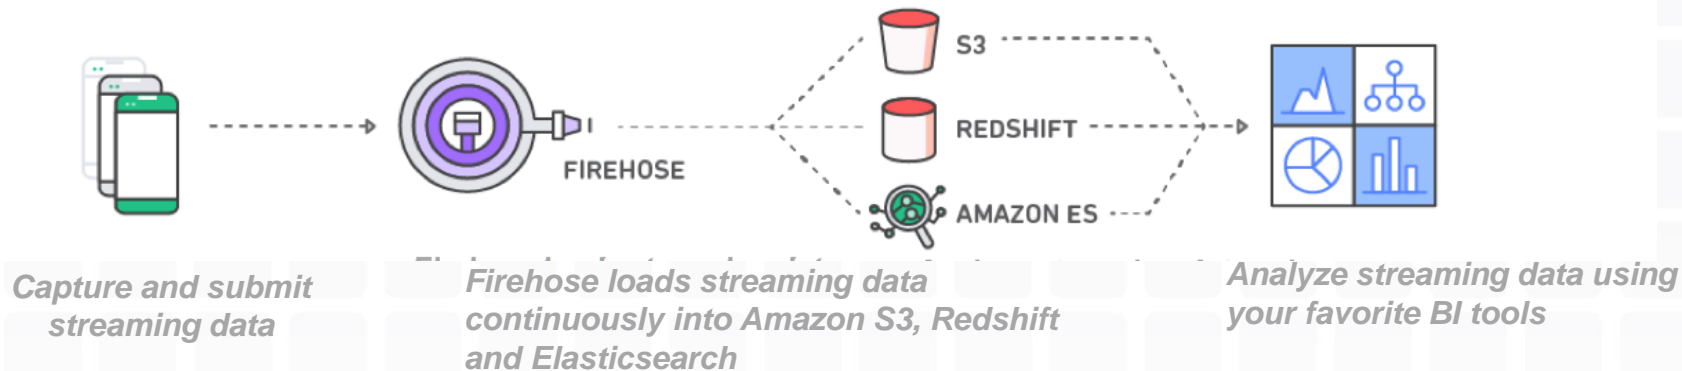 S3
REDSHIFT
FIREHOSE
AMAZON ES
Capture and submit
streaming data
Firehose loads streaming data
continuously into Amazon S3, Redshift
and Elasticsearch
Analyze streaming data using
your favorite BI tools